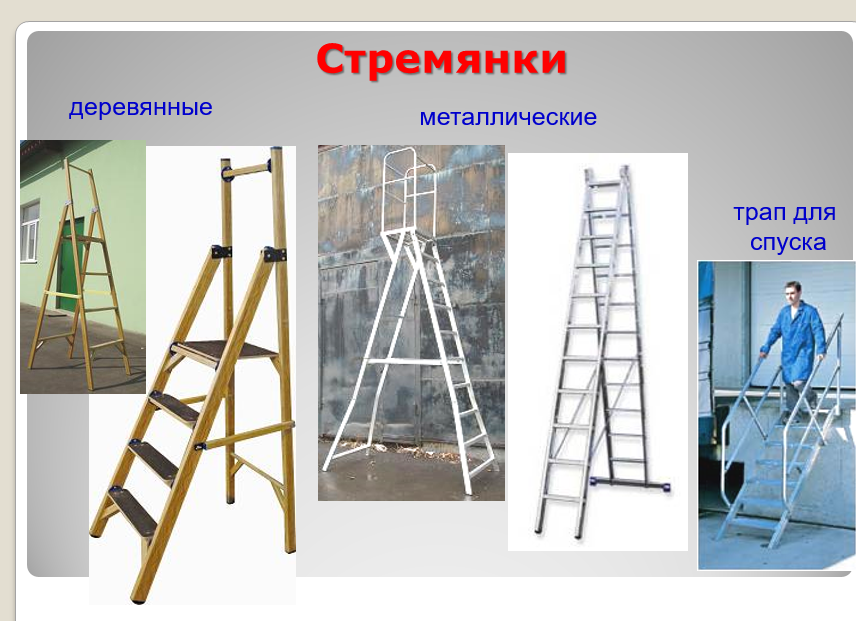 Стремянки
деревянные
металлические
трап для
спуска